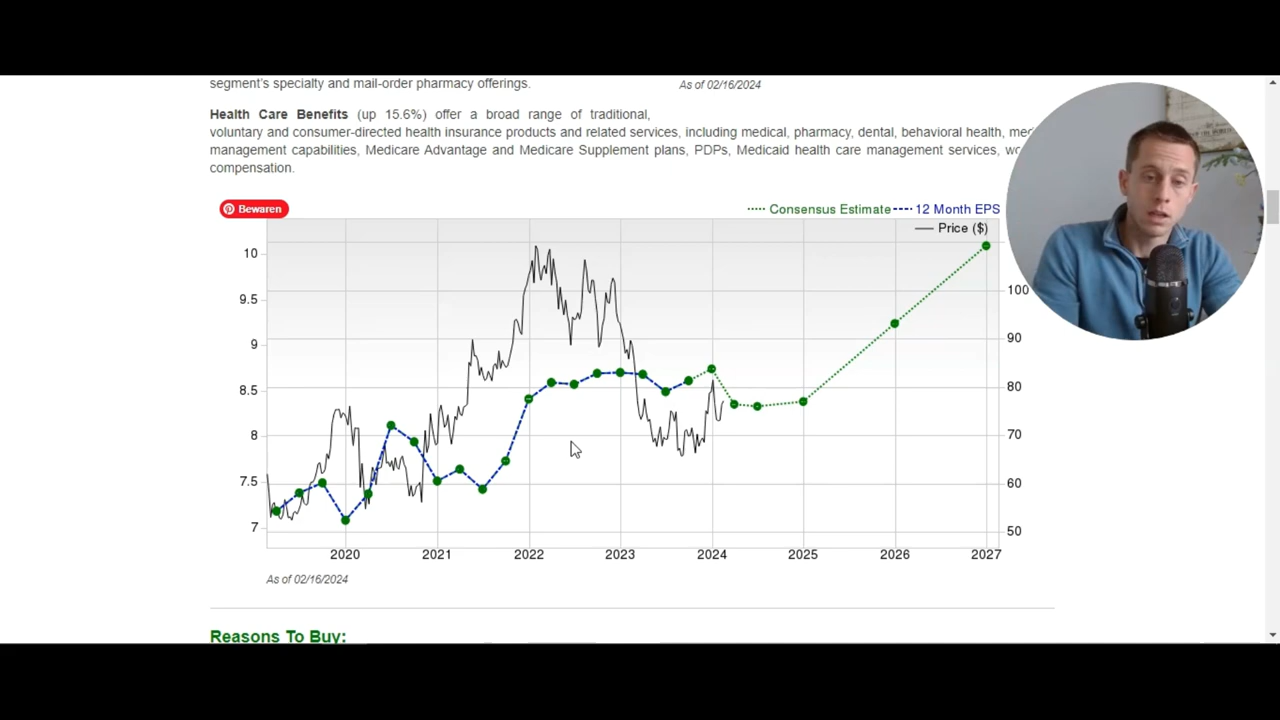 segment's specialty and mail-order pharmacy offerings.
As of 02/16/2024
Health Care Benefits (up 15.6%) offer a broad range of traditional,
voluntary and consumer-directed health insurance products and related services, including medical, pharmacy, dental, behavioral health,
management capabilities, Medicare Advantage and Medicare Supplement plans, PDPs, Medicaid health care management services,
compensation.
Bewaren
Consensus Estimate 12 Month EPS
Price ($)
10
9.5
9
8.5
8
7.5
7
100
90
80
70
60
50
2020 2021 2022 2023 2024 2025 2026 2027
As of 02/16/2024
Reasons To Buy: